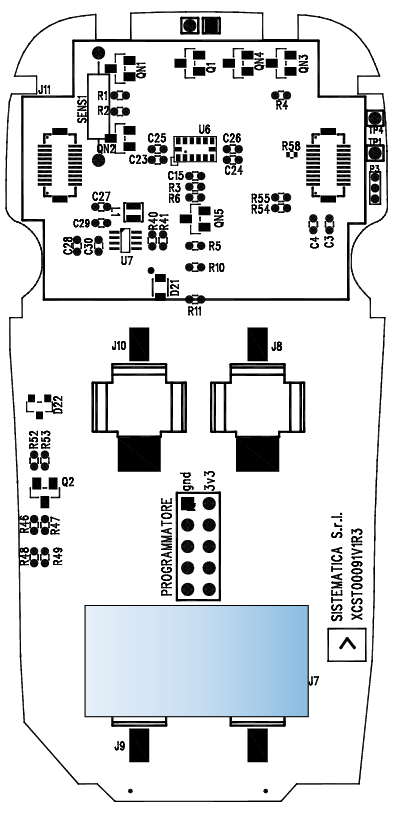 J11
QN1
Q1
QN4
QN3
SENS1
R1
R2
R4
TP4
QN2
U6
C25
C23
C26
C24
R58
TP1
P3
C15
R3
R6
C27
R55
R54
C29
QN5
R40
R41
C4
C3
C28
C30
U7
R5
R10
D21
R11
J10
J8
D22
R52
R53
Q2
gnd
3v3
PROGRAMMATORE
R46
R47
R48
R49
SISTEMATICA S.r.l.
XCST00091V1R3
>
J7
J9